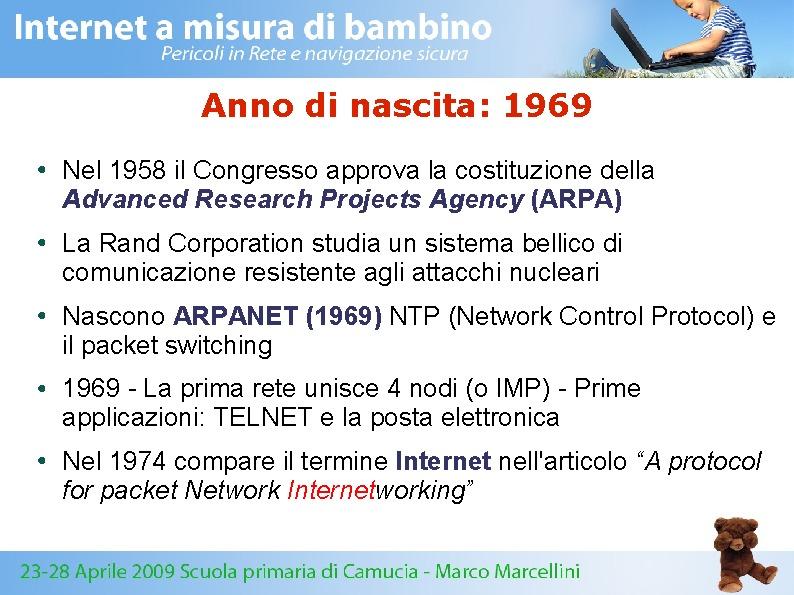 Internet a misura di bambino
Pericoli in Rete e navigazione sicura
Anno di nascita: 1969
• Nel 1958 il Congresso approva la costituzione della
Advanced Research Projects Agency (ARPA)
• La Rand Corporation studia un sistema bellico di
comunicazione resistente agli attacchi nucleari
• Nascono ARPANET (1969) NTP (Network Control Protocol) e
il packet switching
• 1969 - La prima rete unisce 4 nodi (o IMP) - Prime
applicazioni: TELNET e la posta elettronica
• Nel 1974 compare il termine Internet nell'articolo “A protocol
for packet Network Internetworking”
23-28 Aprile 2009 Scuola primaria di Camucia - Marco Marcellini